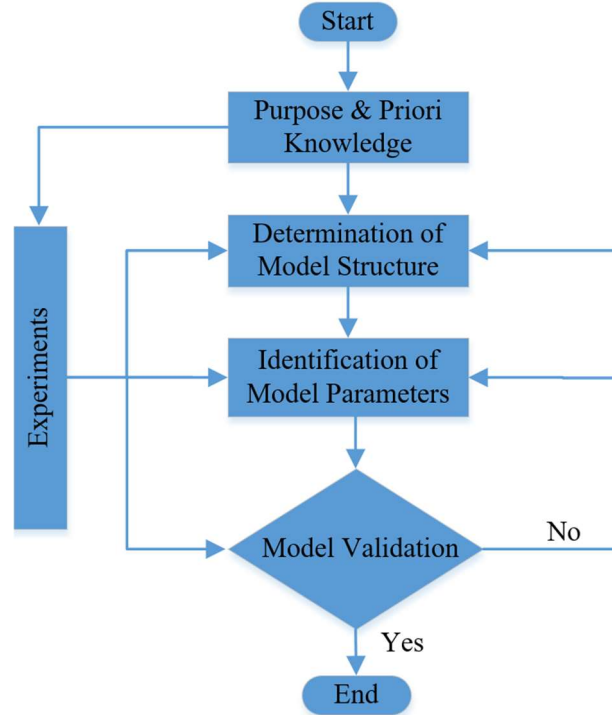 Start
Purpose & Priori
Knowledge
Determination of
Model Structure
Experiments
Identification of
Model Parameters
Model Validation
No
Yes
End